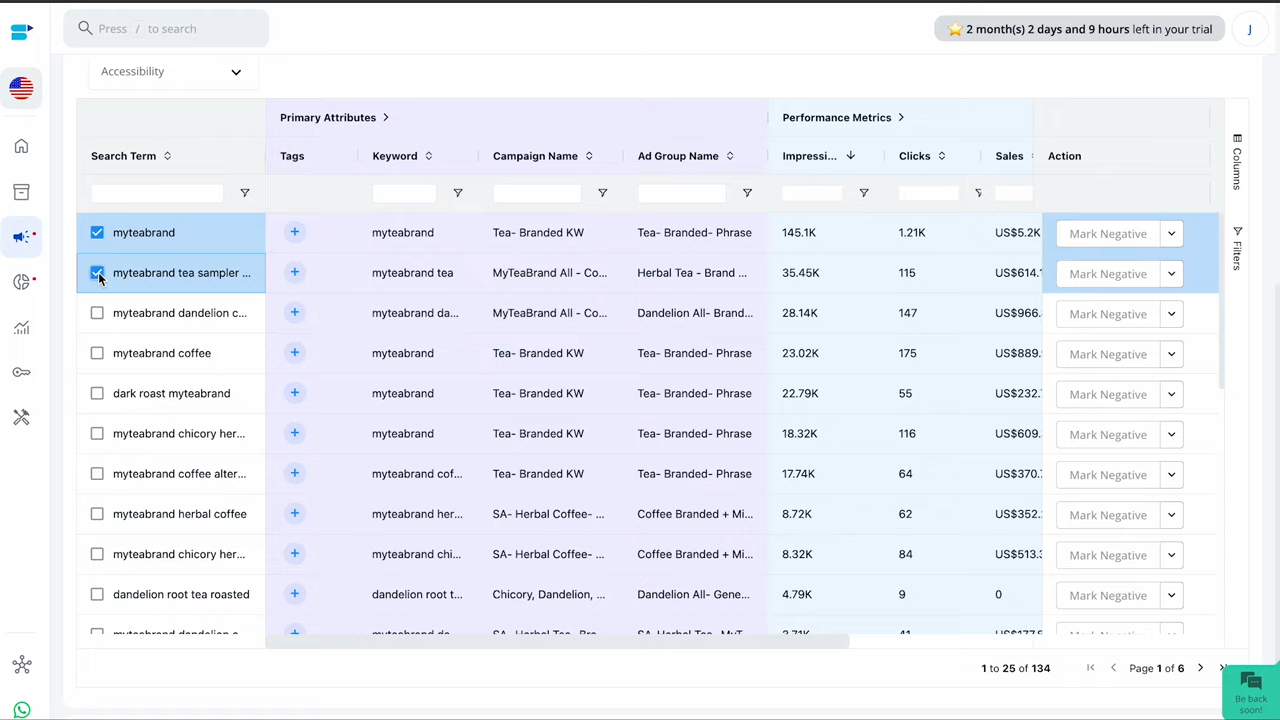 Press / to search
2 month(s) 2 days and 9 hours left in your trial
J
Accessibility
Primary Attributes
Performance Metrics
Search Term Tags Keyword Campaign Name Ad Group Name Impressi... Clicks Sales Action
Columns
Filters
myteabrand myteabrand Tea- Branded KW Tea- Branded- Phrase 145.1K 1.21K US$5.2K Mark Negative
myteabrand tea sampler ... myteabrand tea MyTeaBrand All - Co... Herbal Tea - Brand ... 35.45K 115 US$614. Mark Negative
myteabrand dandelion c... myteabrand da... MyTeaBrand All - Co... Dandelion All- Brand... 28.14K 147 US$966. Mark Negative
myteabrand coffee myteabrand Tea- Branded KW Tea- Branded- Phrase 23.02K 175 US$889. Mark Negative
dark roast myteabrand myteabrand Tea- Branded KW Tea- Branded- Phrase 22.79K 55 US$232. Mark Negative
myteabrand chicory her... myteabrand Tea- Branded KW Tea- Branded- Phrase 18.32K 116 US$609. Mark Negative
myteabrand coffee alter... myteabrand cof... Tea- Branded KW Tea- Branded- Phrase 17.74K 64 US$370. Mark Negative
myteabrand herbal coffee myteabrand her... SA- Herbal Coffee- ... Coffee Branded + Mi... 8.72K 62 US$352. Mark Negative
myteabrand chicory her... myteabrand chi... SA- Herbal Coffee- ... Coffee Branded + Mi... 8.32K 84 US$513. Mark Negative
dandelion root tea roasted dandelion root t... Chicory, Dandelion, ... Dandelion All- Gene... 4.79K 9 0 Mark Negative
1 to 25 of 134 Page 1 of 6
Be back
soon!